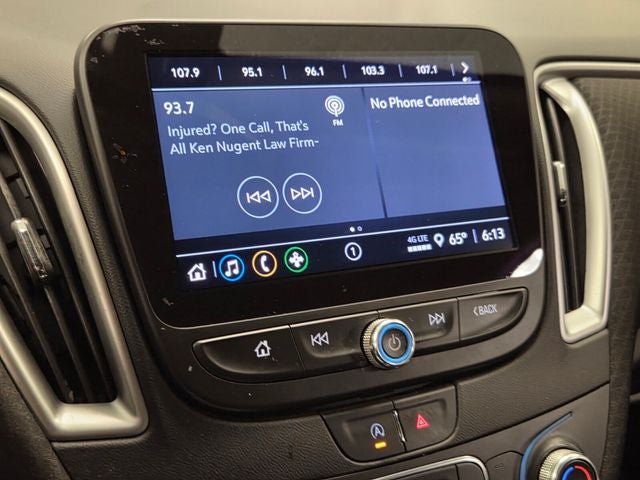 107.9 | 95.1 | 96.1 | 103.3 | 107.1
93.7
FM
Injured? One Call, That's
All Ken Nugent Law Firm-
No Phone Connected
1
4G LTE
65°
6:13
<BACK
A